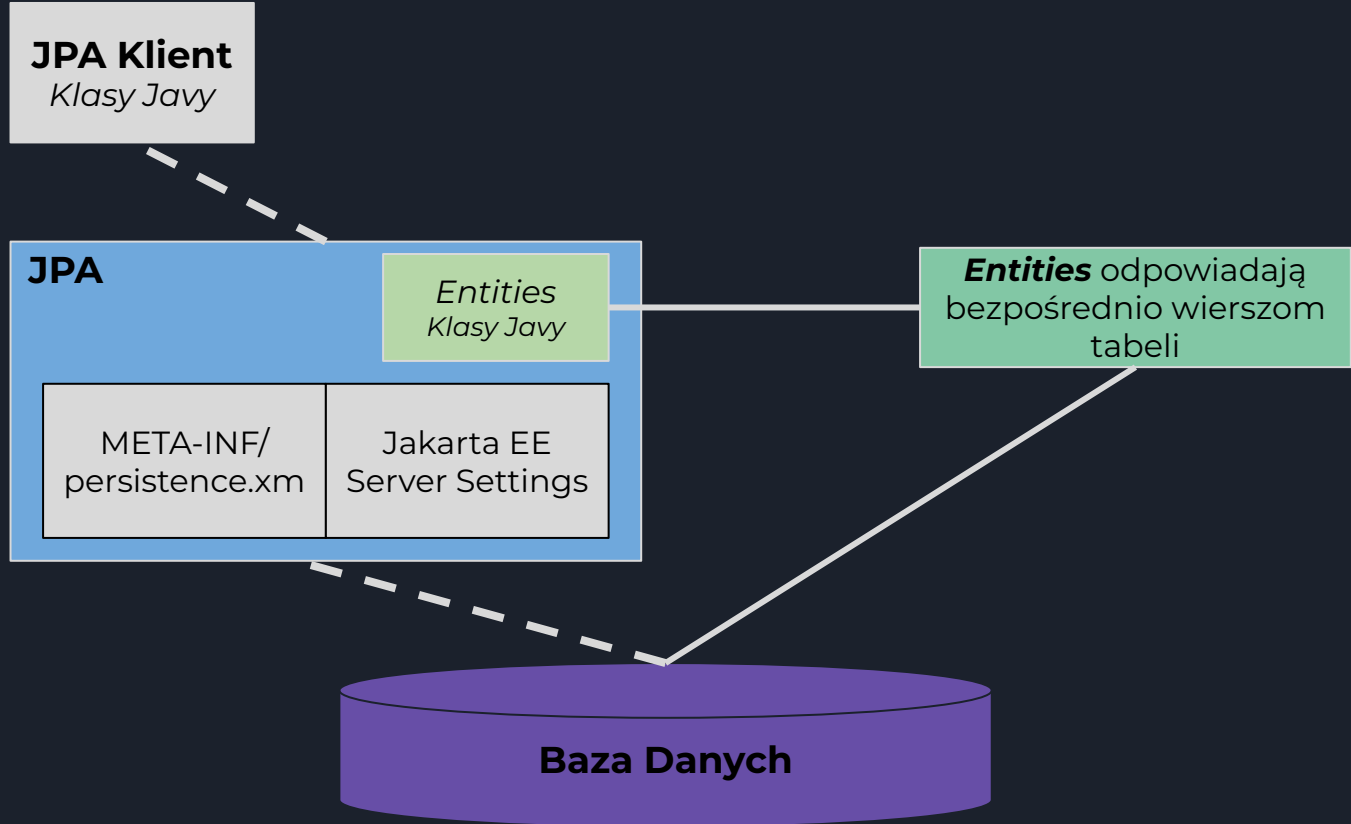 JPA Klient
Klasy Javy
JPA
Entities
Klasy Javy
Entities odpowiadają
bezpośrednio wierszom
tabeli
META-INF/
persistence.xm
Jakarta EE
Server Settings
Baza Danych